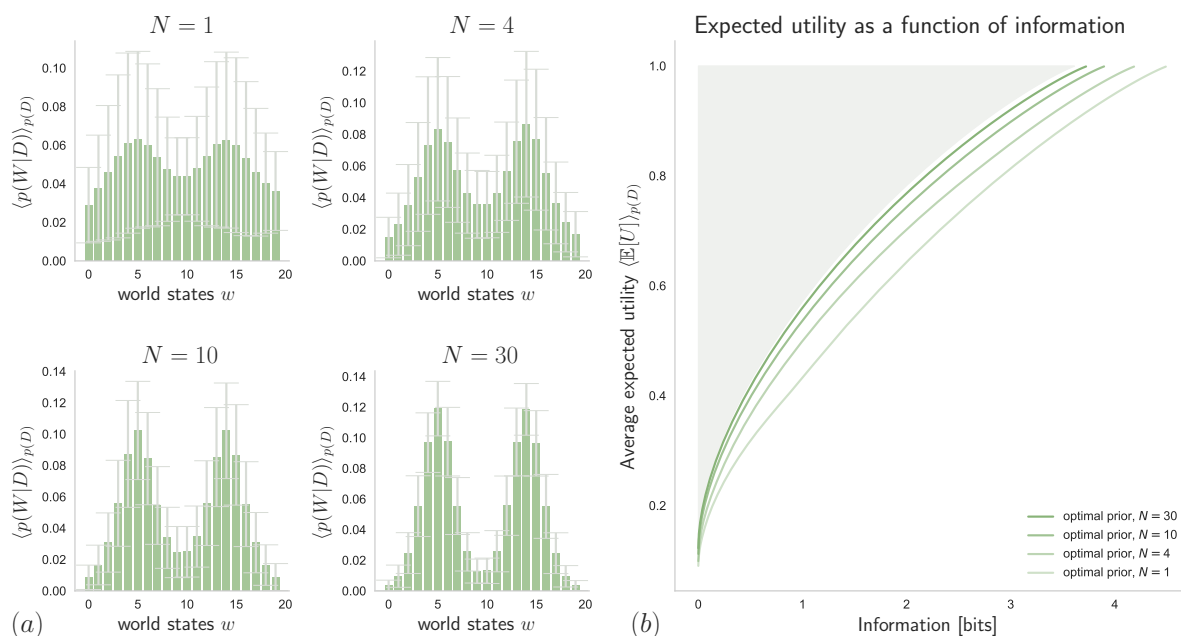 N = 1
⟨p(W|D)⟩p(D)
0.10
0.08
0.06
0.04
0.02
0.00
0 5 10 15 20
world states w
N = 4
⟨p(W|D)⟩p(D)
0.12
0.10
0.08
0.06
0.04
0.02
0.00
0 5 10 15 20
world states w
N = 10
⟨p(W|D)⟩p(D)
0.14
0.12
0.10
0.08
0.06
0.04
0.02
0.00
0 5 10 15 20
world states w
N = 30
⟨p(W|D)⟩p(D)
0.14
0.12
0.10
0.08
0.06
0.04
0.02
0.00
0 5 10 15 20
world states w
(a)
Expected utility as a function of information
Average expected utility ⟨𝔼[U]⟩p(D)
1.0
0.8
0.6
0.4
0.2
optimal prior, N = 30
optimal prior, N = 10
optimal prior, N = 4
optimal prior, N = 1
0 1 2 3 4
Information [bits]
(b)